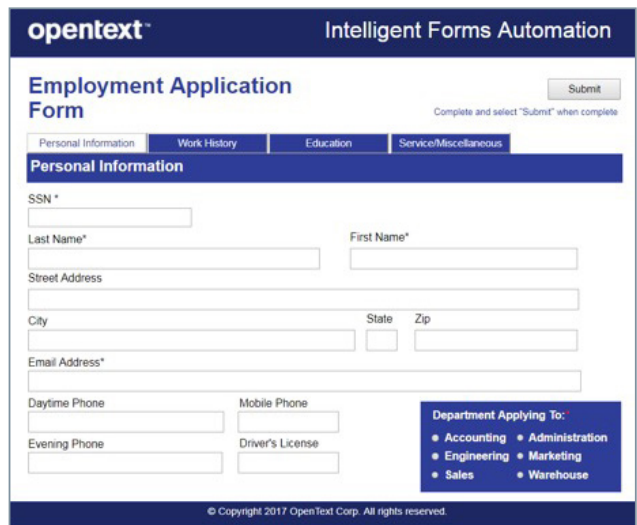 opentext™
Intelligent Forms Automation
Employment Application
Form
Submit
Complete and select "Submit" when complete
Personal Information Work History Education Service/Miscellaneous
Personal Information
SSN *
Last Name* First Name*
Street Address
City State Zip
Email Address*
Daytime Phone Mobile Phone
Evening Phone Driver's License
Department Applying To:*
Accounting Administration
Engineering Marketing
Sales Warehouse
© Copyright 2017 OpenText Corp. All rights reserved.